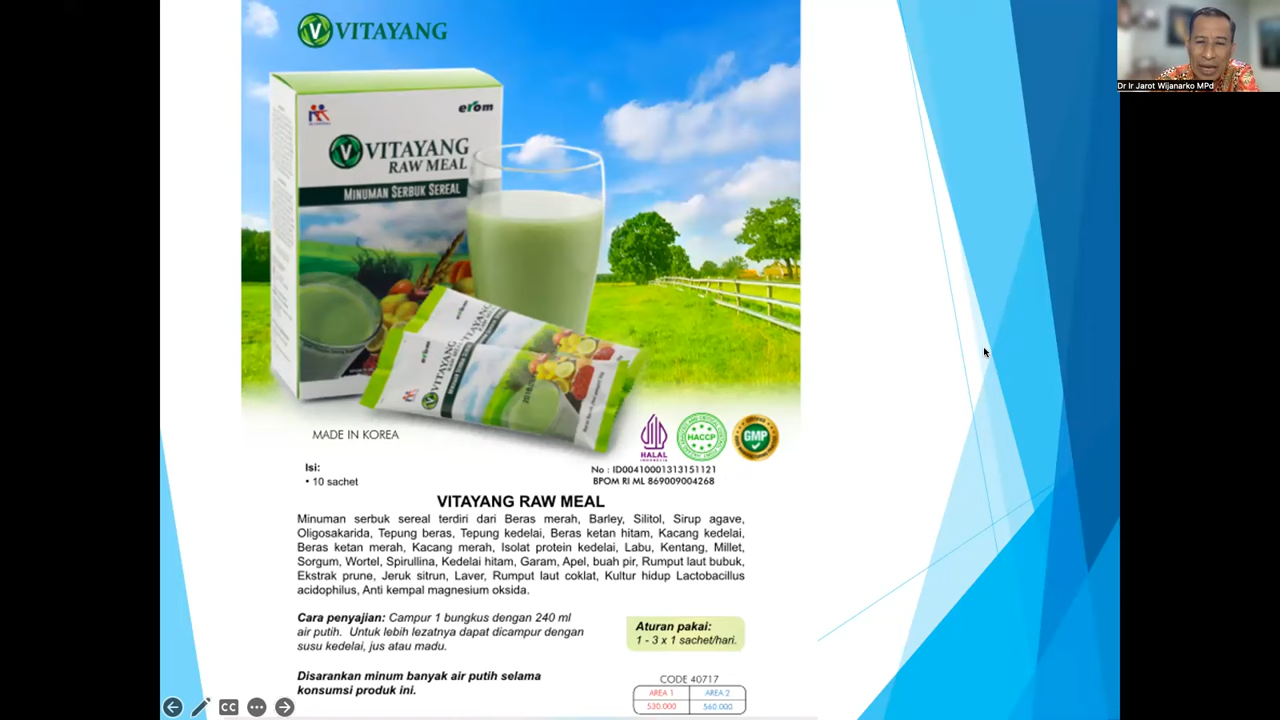 VITAYANG
Dr Ir Jarot Wijanarko MPd
erom
VITAYANG
RAW MEAL
MINUMAN SERBUK SEREAL
erom
VITAYANG
erom
VITAYANG
RAW MEAL
MADE IN KOREA
HALAL
INDONESIA
HACCP
GMP
No : ID00410001313151121
BPOM RI ML 869009004268
Isi:
• 10 sachet
VITAYANG RAW MEAL
Minuman serbuk sereal terdiri dari Beras merah, Barley, Silitol, Sirup agave,
Oligosakarida, Tepung beras, Tepung kedelai, Beras ketan hitam, Kacang kedelai,
Beras ketan merah, Kacang merah, Isolat protein kedelai, Labu, Kentang, Millet,
Sorgum, Wortel, Spirullina, Kedelai hitam, Garam, Apel, buah pir, Rumput laut bubuk,
Ekstrak prune, Jeruk sitrun, Laver, Rumput laut coklat, Kultur hidup Lactobacillus
acidophilus, Anti kempal magnesium oksida.
Cara penyajian: Campur 1 bungkus dengan 240 ml
air putih. Untuk lebih lezatnya dapat dicampur dengan
susu kedelai, jus atau madu.
Aturan pakai:
1 - 3 x 1 sachet/hari.
Disarankan minum banyak air putih selama
konsumsi produk ini.
CODE 40717
AREA 1 AREA 2
530.000 560.000
CC